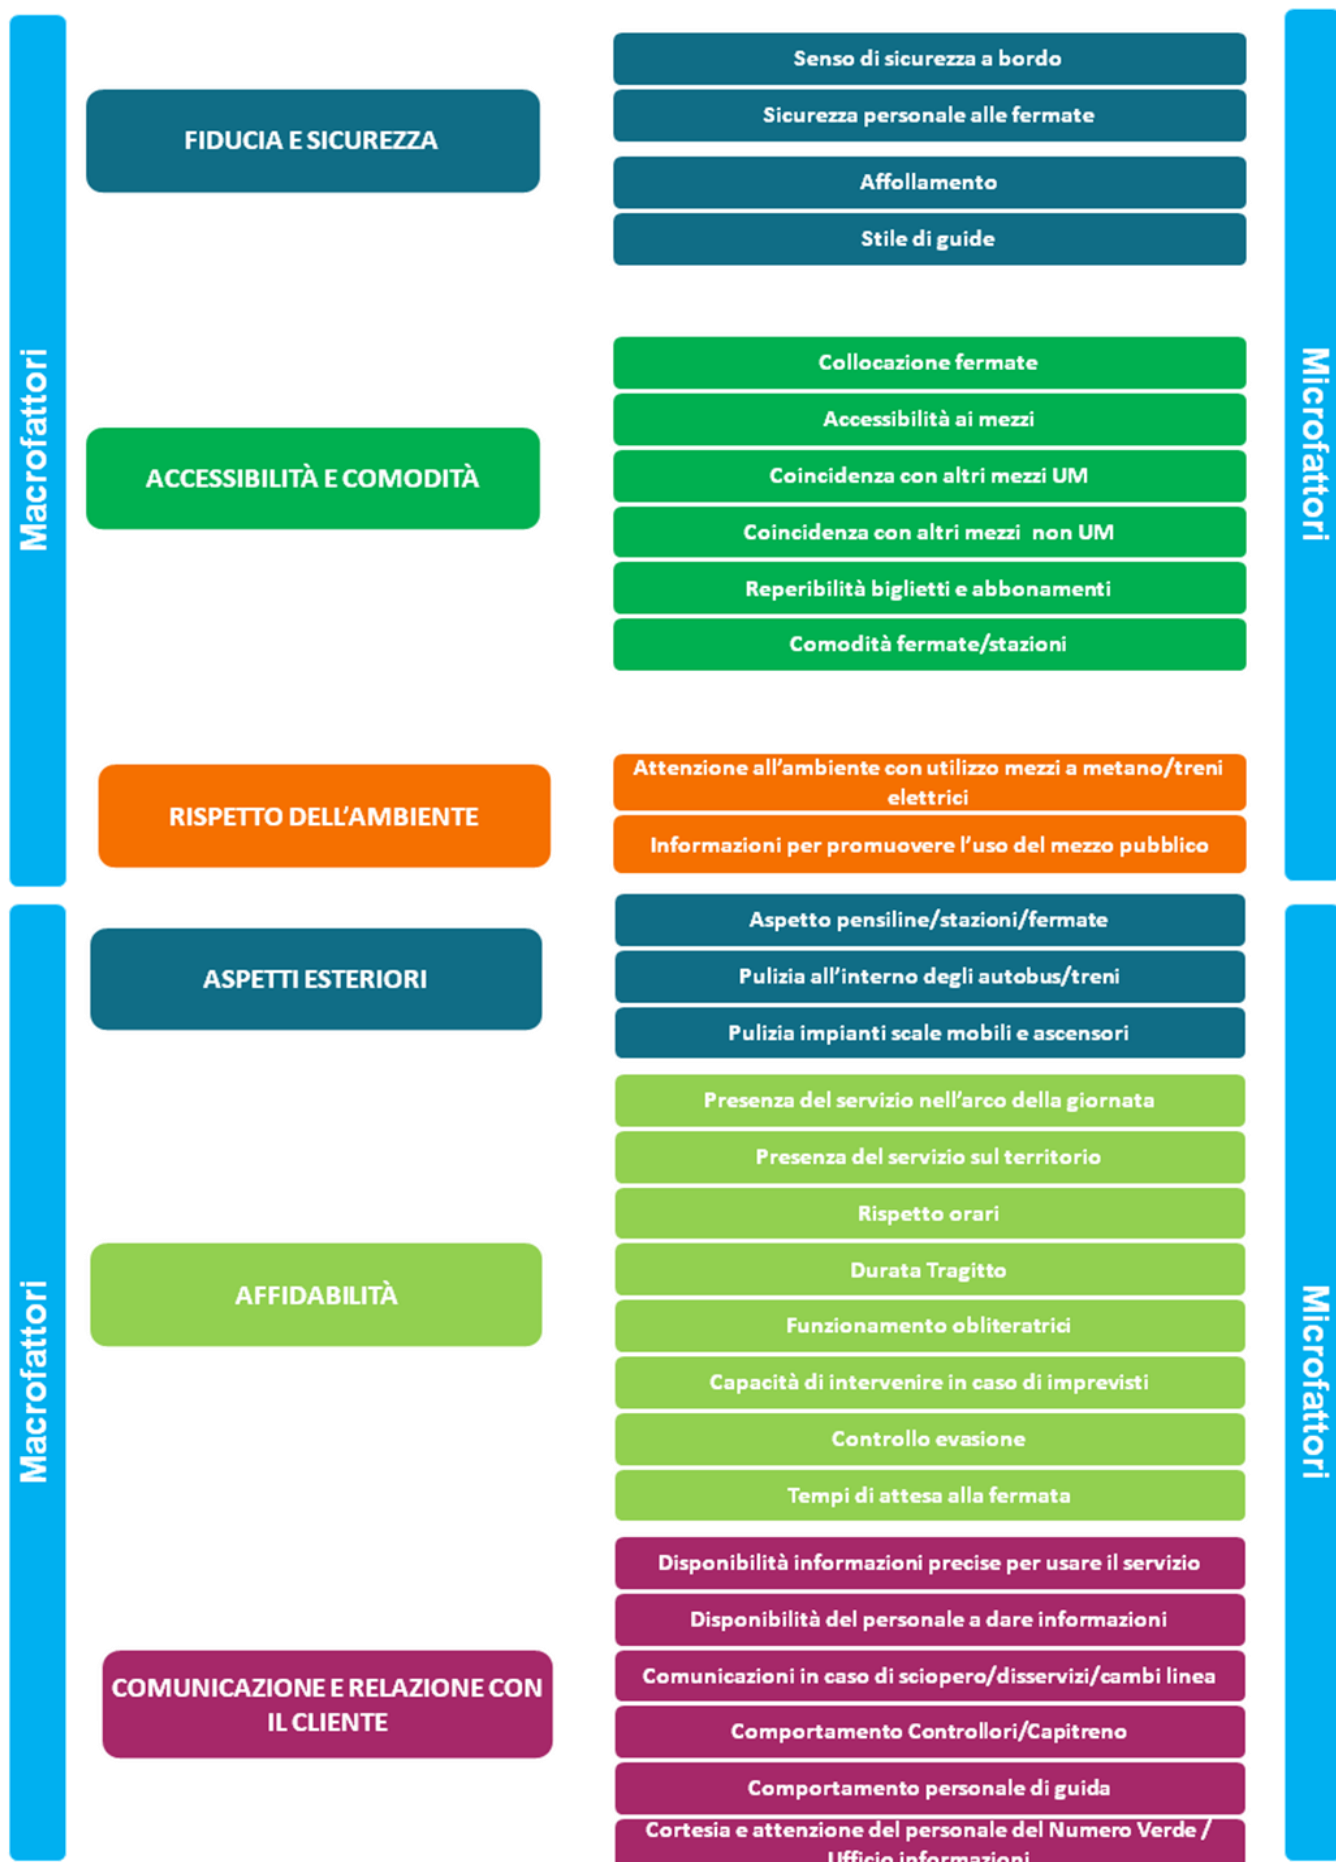 Macrofattori
Microfattori
FIDUCIA E SICUREZZA
Senso di sicurezza a bordo
Sicurezza personale alle fermate
Affollamento
Stile di guide
ACCESSIBILITÀ E COMODITÀ
Collocazione fermate
Accessibilità ai mezzi
Coincidenza con altri mezzi UM
Coincidenza con altri mezzi non UM
Reperibilità biglietti e abbonamenti
Comodità fermate/stazioni
RISPETTO DELL'AMBIENTE
Attenzione all'ambiente con utilizzo mezzi a metano/treni
elettrici
Informazioni per promuovere l'uso del mezzo pubblico
Macrofattori
Microfattori
ASPETTI ESTERIORI
Aspetto pensiline/stazioni/fermate
Pulizia all'interno degli autobus/treni
Pulizia impianti scale mobili e ascensori
AFFIDABILITÀ
Presenza del servizio nell'arco della giornata
Presenza del servizio sul territorio
Rispetto orari
Durata Tragitto
Funzionamento obliteratrici
Capacità di intervenire in caso di imprevisti
Controllo evasione
Tempi di attesa alla fermata
COMUNICAZIONE E RELAZIONE CON
IL CLIENTE
Disponibilità informazioni precise per usare il servizio
Disponibilità del personale a dare informazioni
Comunicazioni in caso di sciopero/disservizi/cambi linea
Comportamento Controllori/Capitreno
Comportamento personale di guida
Cortesia e attenzione del personale del Numero Verde /
Ufficio informazioni